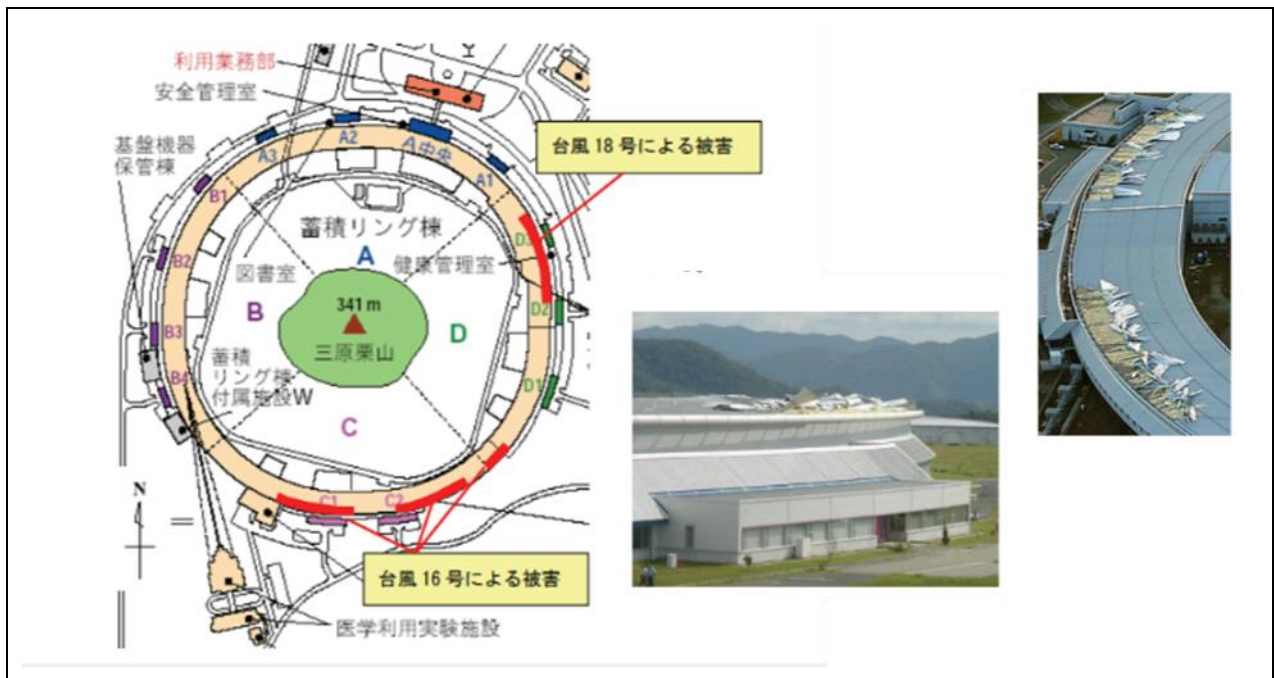 利用業務部
安全管理室
基盤機器
保管棟
A3
A2
A中央
A1
台風18号による被害
B1
蓄積リング棟
A
健康管理室
D3
図書室
B2
341 m
B
D
D2
三原栗山
B3
蓄積
リング棟
付属施設W
B4
D1
C
N
C1
C2
台風16号による被害
医学利用実験施設